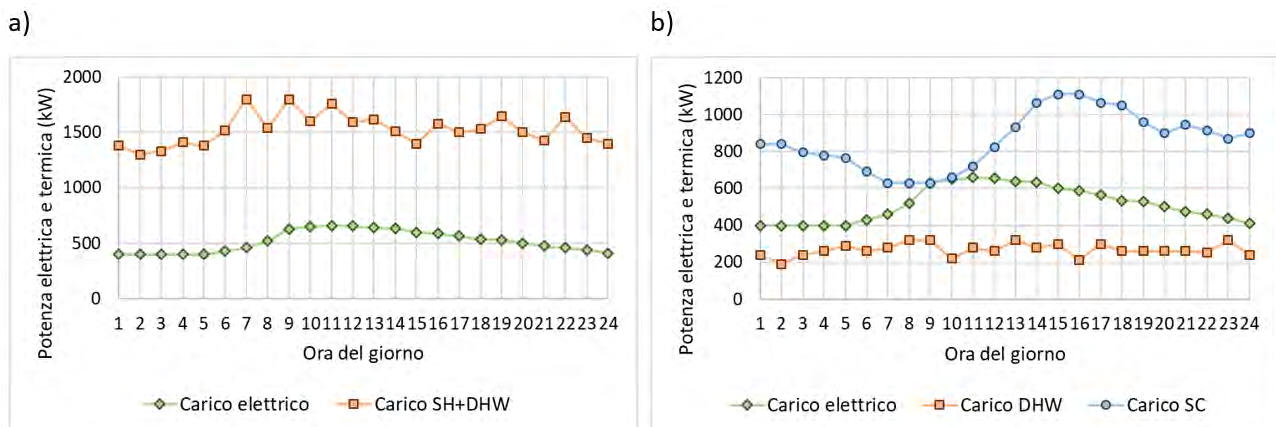 a)
2000
1500
1000
500
0
Potenza elettrica e termica (kW)
1 2 3 4 5 6 7 8 9 10 11 12 13 14 15 16 17 18 19 20 21 22 23 24
Ora del giorno
Carico elettrico Carico SH+DHW
b)
1200
1000
800
600
400
200
0
Potenza elettrica e termica (kW)
1 2 3 4 5 6 7 8 9 10 11 12 13 14 15 16 17 18 19 20 21 22 23 24
Ora del giorno
Carico elettrico Carico DHW Carico SC